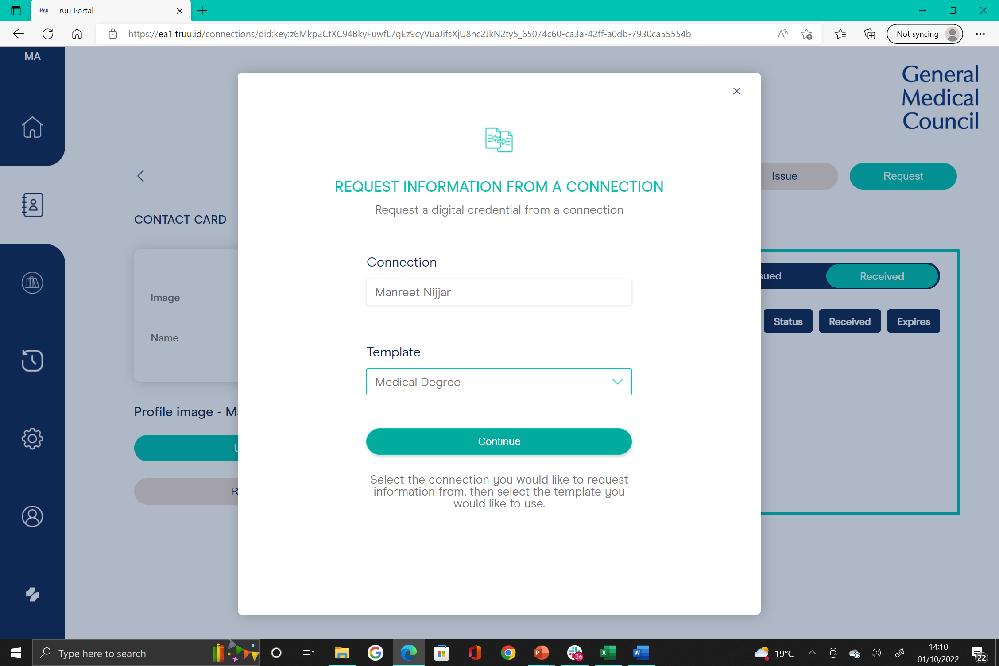 truu Truu Portal
https://ea1.truu.id/connections/did:key:z6Mkp2CtXC94BkyFuwfL7gEz9cyVuaJifsXjU8nc2JkN2ty5_65074c60-ca3a-42ff-a0db-7930ca55554b
Not syncing
MA
General
Medical
Council
Issue
Request
CONTACT CARD
REQUEST INFORMATION FROM A CONNECTION
Request a digital credential from a connection
Connection
Manreet Nijjar
Image
Name
sued
Received
Status
Received
Expires
Template
Medical Degree
Profile image - Ma
Continue
U
R
Select the connection you would like to request
information from, then select the template you
would like to use.
Type here to search
36
19°C
14:10
01/10/2022
22